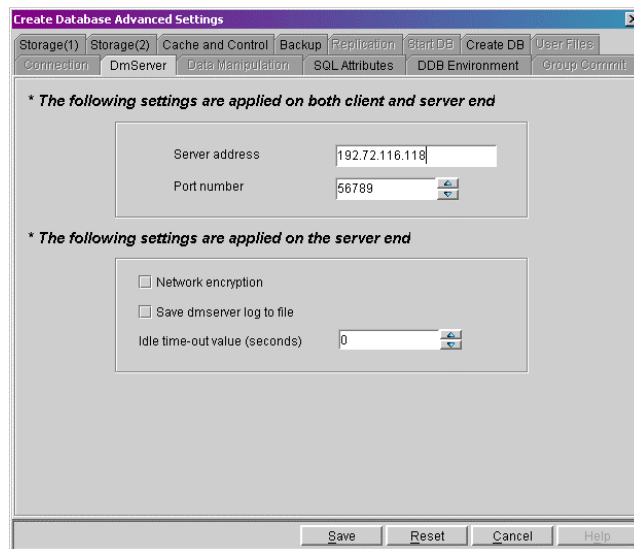 Create Database Advanced Settings
Storage(1) Storage(2) Cache and Control Backup Replication Start DB Create DB User Files
Connection DmServer Data Manipulation SQL Attributes DDB Environment Group Commit
* The following settings are applied on both client and server end
Server address 192.72.116.118
Port number 56789
* The following settings are applied on the server end
Network encryption
Save dmserver log to file
Idle time-out value (seconds) 0
Save Reset Cancel Help